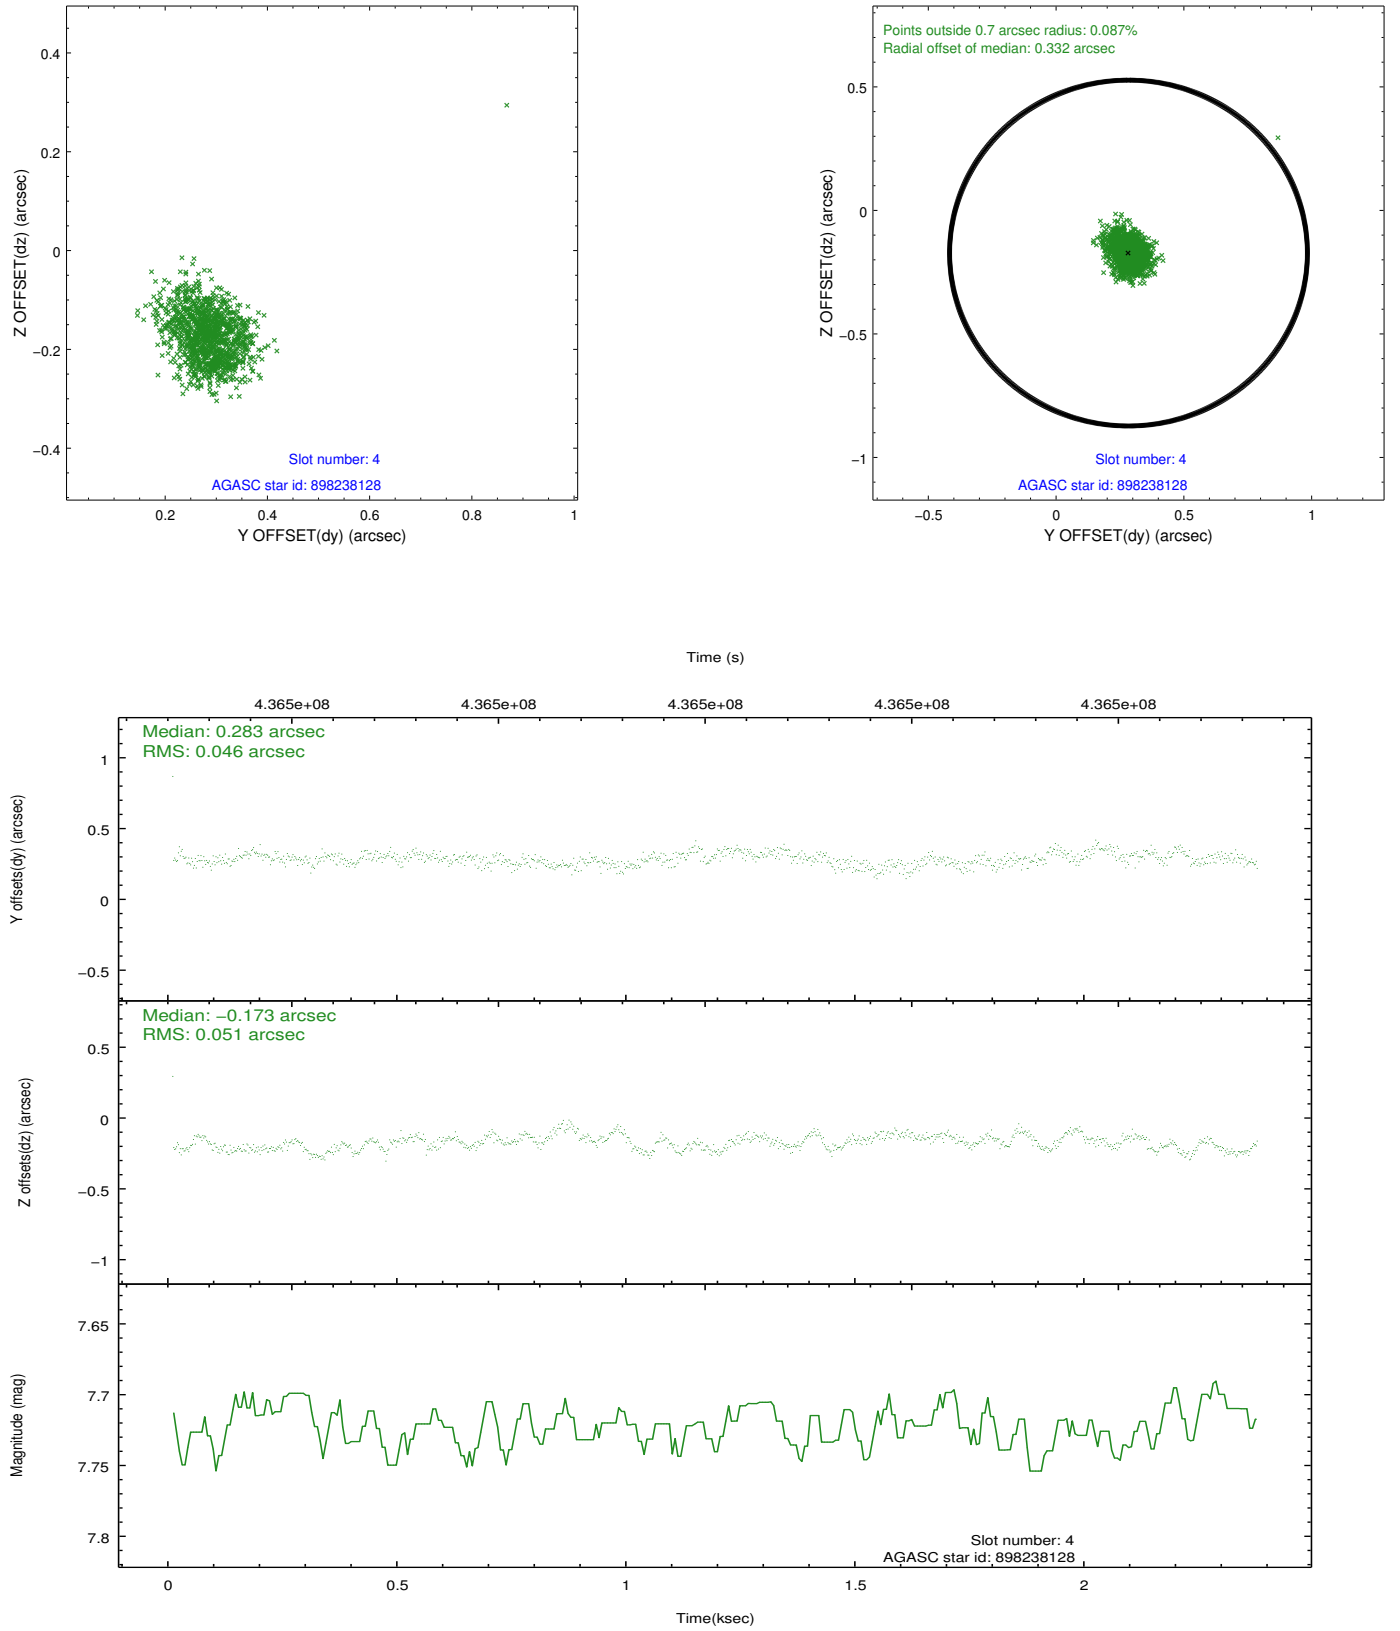 0.4
0.2
0
−0.2
−0.4
Z OFFSET(dz) (arcsec)
Slot number: 4
AGASC star id: 898238128
0.2 0.4 0.6 0.8 1
Y OFFSET(dy) (arcsec)
Points outside 0.7 arcsec radius: 0.087%
Radial offset of median: 0.332 arcsec
0.5
0
−0.5
−1
Z OFFSET(dz) (arcsec)
Slot number: 4
AGASC star id: 898238128
−0.5 0 0.5 1
Y OFFSET(dy) (arcsec)
Time (s)
4.365e+08 4.365e+08 4.365e+08 4.365e+08 4.365e+08
Median: 0.283 arcsec
RMS: 0.046 arcsec
1
0.5
0
−0.5
Y offsets(dy) (arcsec)
Median: −0.173 arcsec
RMS: 0.051 arcsec
0.5
0
−0.5
−1
Z offsets(dz) (arcsec)
7.65
7.7
7.75
7.8
Magnitude (mag)
Slot number: 4
AGASC star id: 898238128
0 0.5 1 1.5 2
Time(ksec)